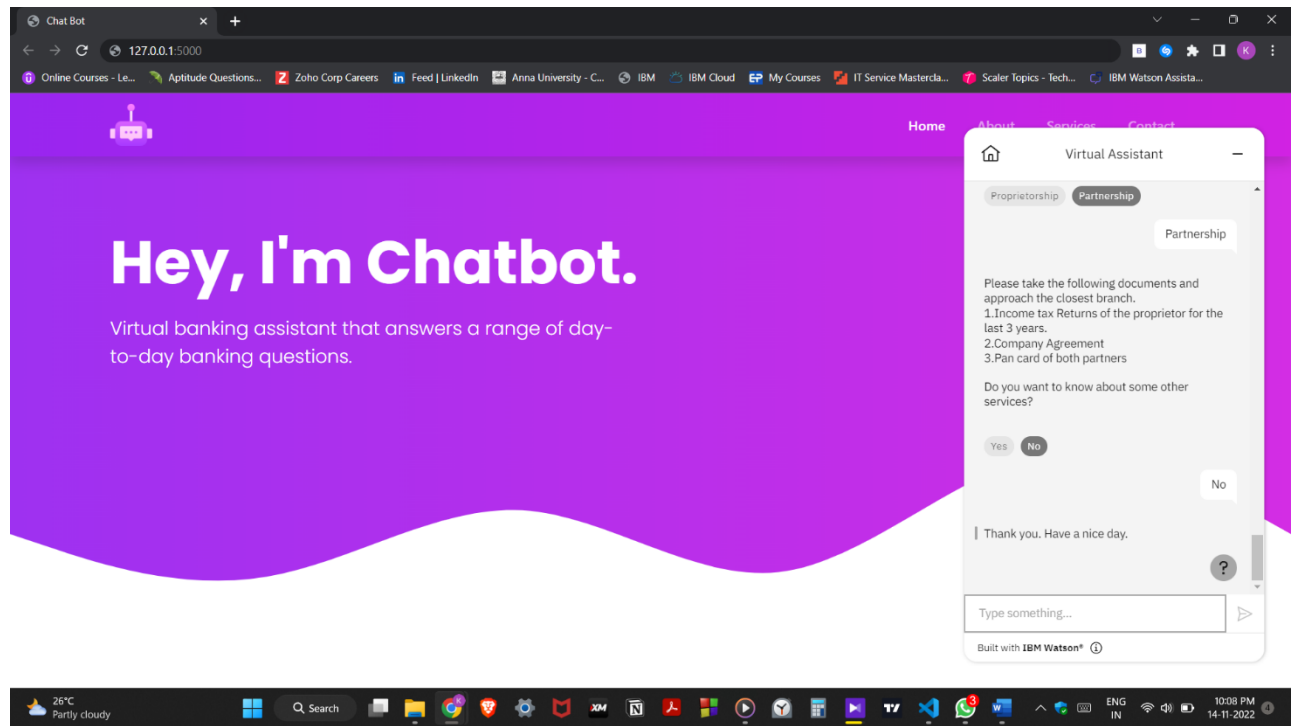 Chat Bot
127.0.0.1:5000
Online Courses - Le...
Aptitude Questions...
Zoho Corp Careers
Feed | LinkedIn
Anna University - C...
IBM
IBM Cloud
My Courses
IT Service Mastercla...
Scaler Topics - Tech...
IBM Watson Assista...
Home
About
Services
Contact
Hey, I'm Chatbot.
Virtual banking assistant that answers a range of day-
to-day banking questions.
Virtual Assistant
Proprietorship
Partnership
Partnership
Please take the following documents and
approach the closest branch.
1.Income tax Returns of the proprietor for the
last 3 years.
2.Company Agreement
3.Pan card of both partners
Do you want to know about some other
services?
Yes
No
No
Thank you. Have a nice day.
?
Type something...
Built with IBM Watson®
26°C
Partly cloudy
Search
3
ENG
IN
10:08 PM
14-11-2022
4